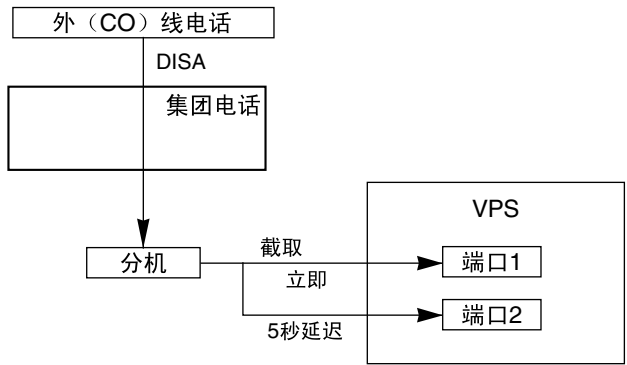 外（CO）线电话
DISA
集团电话
VPS
分机
截取
立即
端口1
5秒延迟
端口2